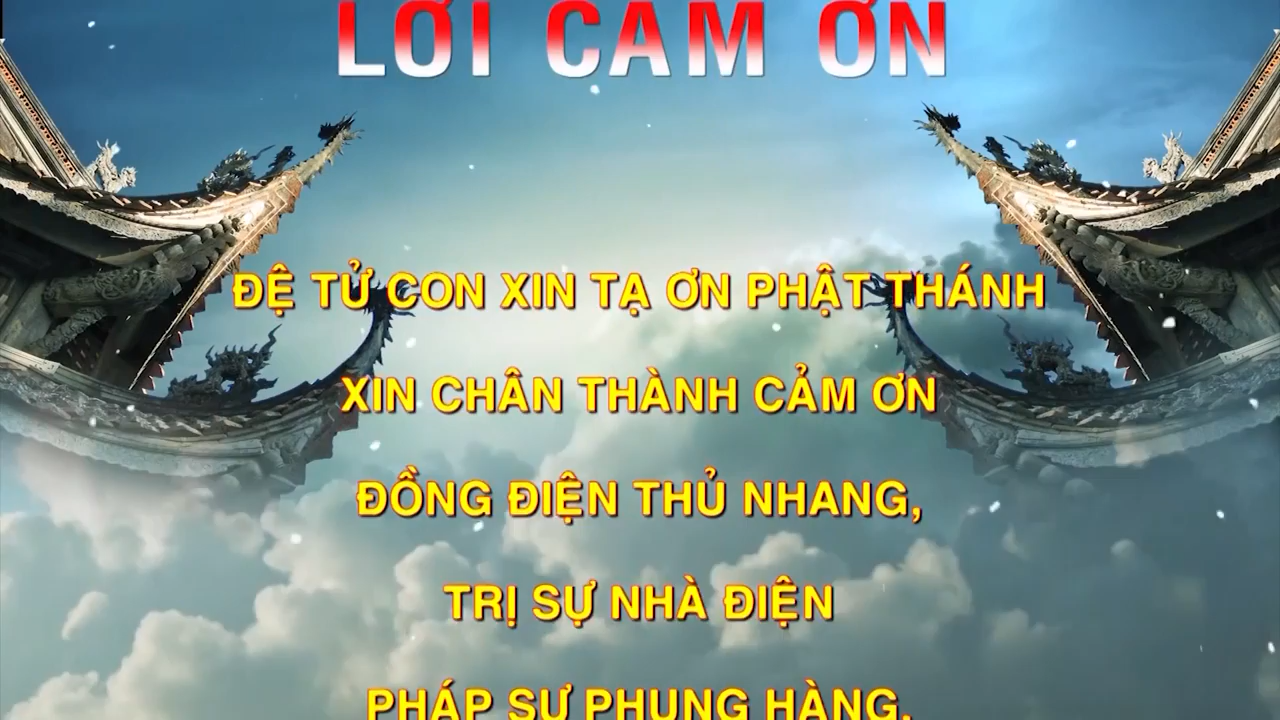 LỜI CẢM ƠN
ĐỆ TỬ CON XIN TẠ ƠN PHẬT THÁNH
XIN CHÂN THÀNH CẢM ƠN
ĐỒNG ĐIỆN THỦ NHANG,
TRỊ SỰ NHÀ ĐIỆN
PHÁP SƯ PHỤNG HÀNG,